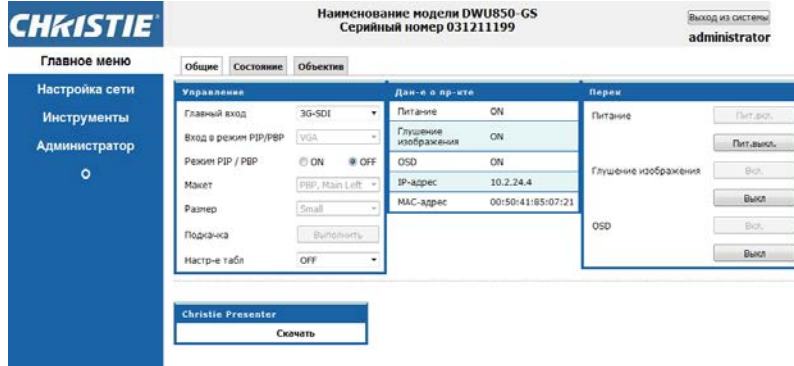 CHRISTIE
Наименование модели DWU850-GS
Серийный номер 031211199
Выход из системы
administrator
Главное меню
Настройка сети
Инструменты
Администратор
О
Общие Состояние Объектив
Управление
Главный вход 3G-SDI
Вход в режим PIP/PBP VGA
Режим PIP / PBP ON OFF
Макет PBP, Main Left
Размер Small
Подкачка Выполнить
Настр-е табл OFF
Дан-е о пр-кте
Питание ON
Глушение изображения ON
OSD ON
IP-адрес 10.2.24.4
MAC-адрес 00:50:41:85:07:21
Перек
Питание Пит.вкл.
Пит.выкл.
Глушение изображения Вкл.
Выкл
OSD Вкл.
Выкл
Christie Presenter
Скачать